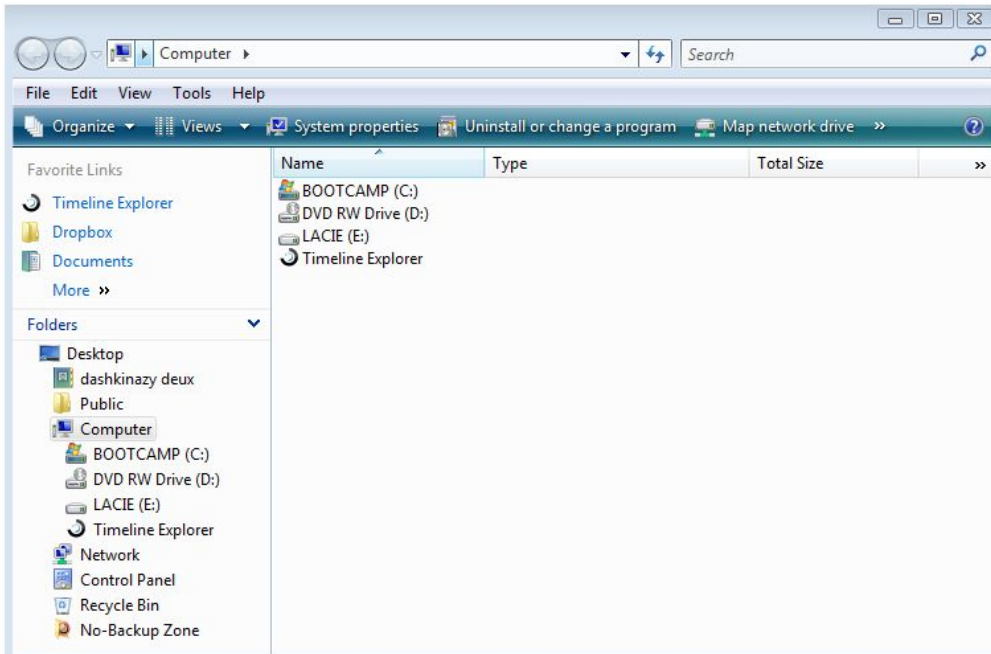 Computer
Search
File Edit View Tools Help
Organize Views System properties Uninstall or change a program Map network drive »
Favorite Links
Timeline Explorer
Dropbox
Documents
More »
Folders
Desktop
dashkinazy deux
Public
Computer
BOOTCAMP (C:)
DVD RW Drive (D:)
LACIE (E:)
Timeline Explorer
Network
Control Panel
Recycle Bin
No-Backup Zone
Name Type Total Size »
BOOTCAMP (C:)
DVD RW Drive (D:)
LACIE (E:)
Timeline Explorer